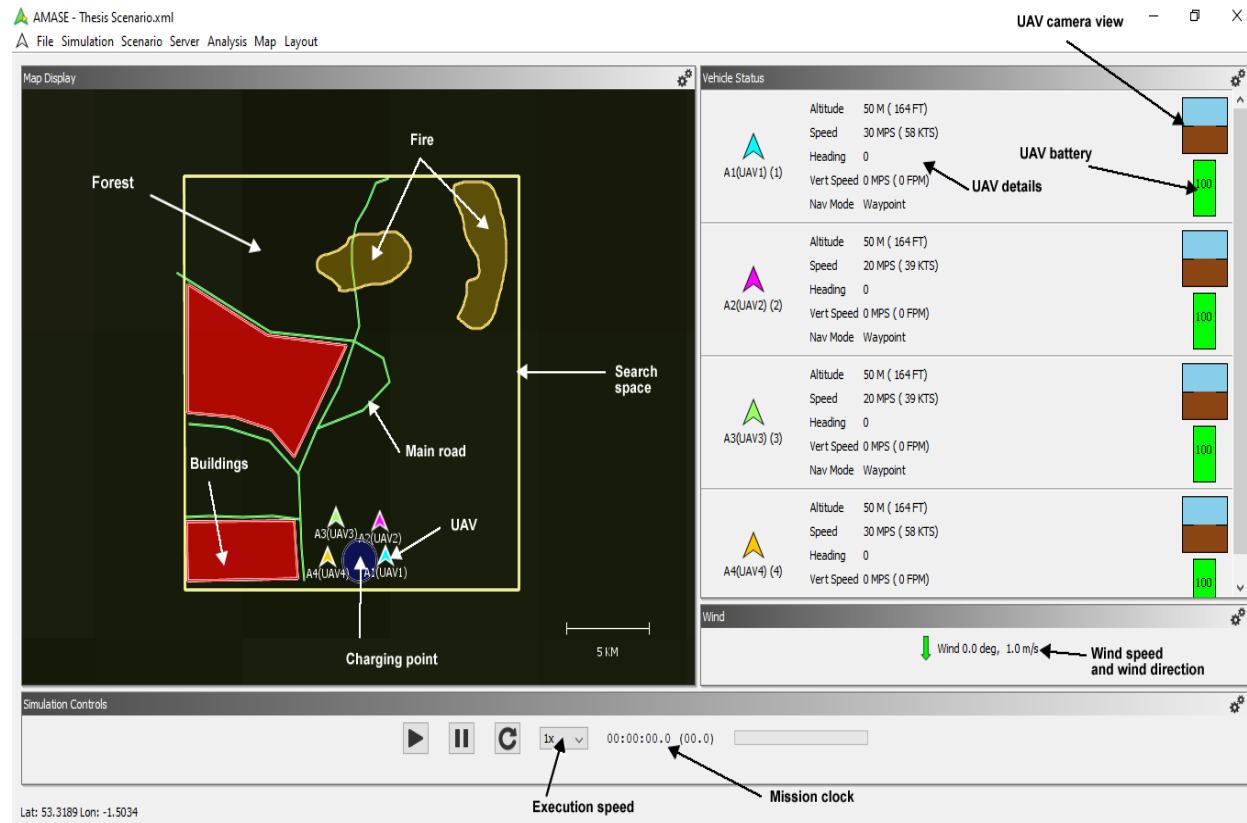 AMASE - Thesis Scenario.xml
File Simulation Scenario Server Analysis Map Layout
UAV camera view
Map Display
Fire
Forest
Search
space
Main road
Buildings
UAV
A3(UAV3)
A2(UAV2)
A4(UAV4)
A1(UAV1)
Charging point
5 KM
Vehicle Status
A1(UAV1) (1)
Altitude 50 M ( 164 FT)
Speed 30 MPS ( 58 KTS)
Heading 0
Vert Speed 0 MPS ( 0 FPM)
Nav Mode Waypoint
UAV battery
UAV details
100
A2(UAV2) (2)
Altitude 50 M ( 164 FT)
Speed 20 MPS ( 39 KTS)
Heading 0
Vert Speed 0 MPS ( 0 FPM)
Nav Mode Waypoint
100
A3(UAV3) (3)
Altitude 50 M ( 164 FT)
Speed 20 MPS ( 39 KTS)
Heading 0
Vert Speed 0 MPS ( 0 FPM)
Nav Mode Waypoint
100
A4(UAV4) (4)
Altitude 50 M ( 164 FT)
Speed 30 MPS ( 58 KTS)
Heading 0
Vert Speed 0 MPS ( 0 FPM)
100
Wind
Wind 0.0 deg, 1.0 m/s
Wind speed
and wind direction
Simulation Controls
1x
00:00:00.0 (00.0)
Execution speed
Mission clock
Lat: 53.3189 Lon: -1.5034